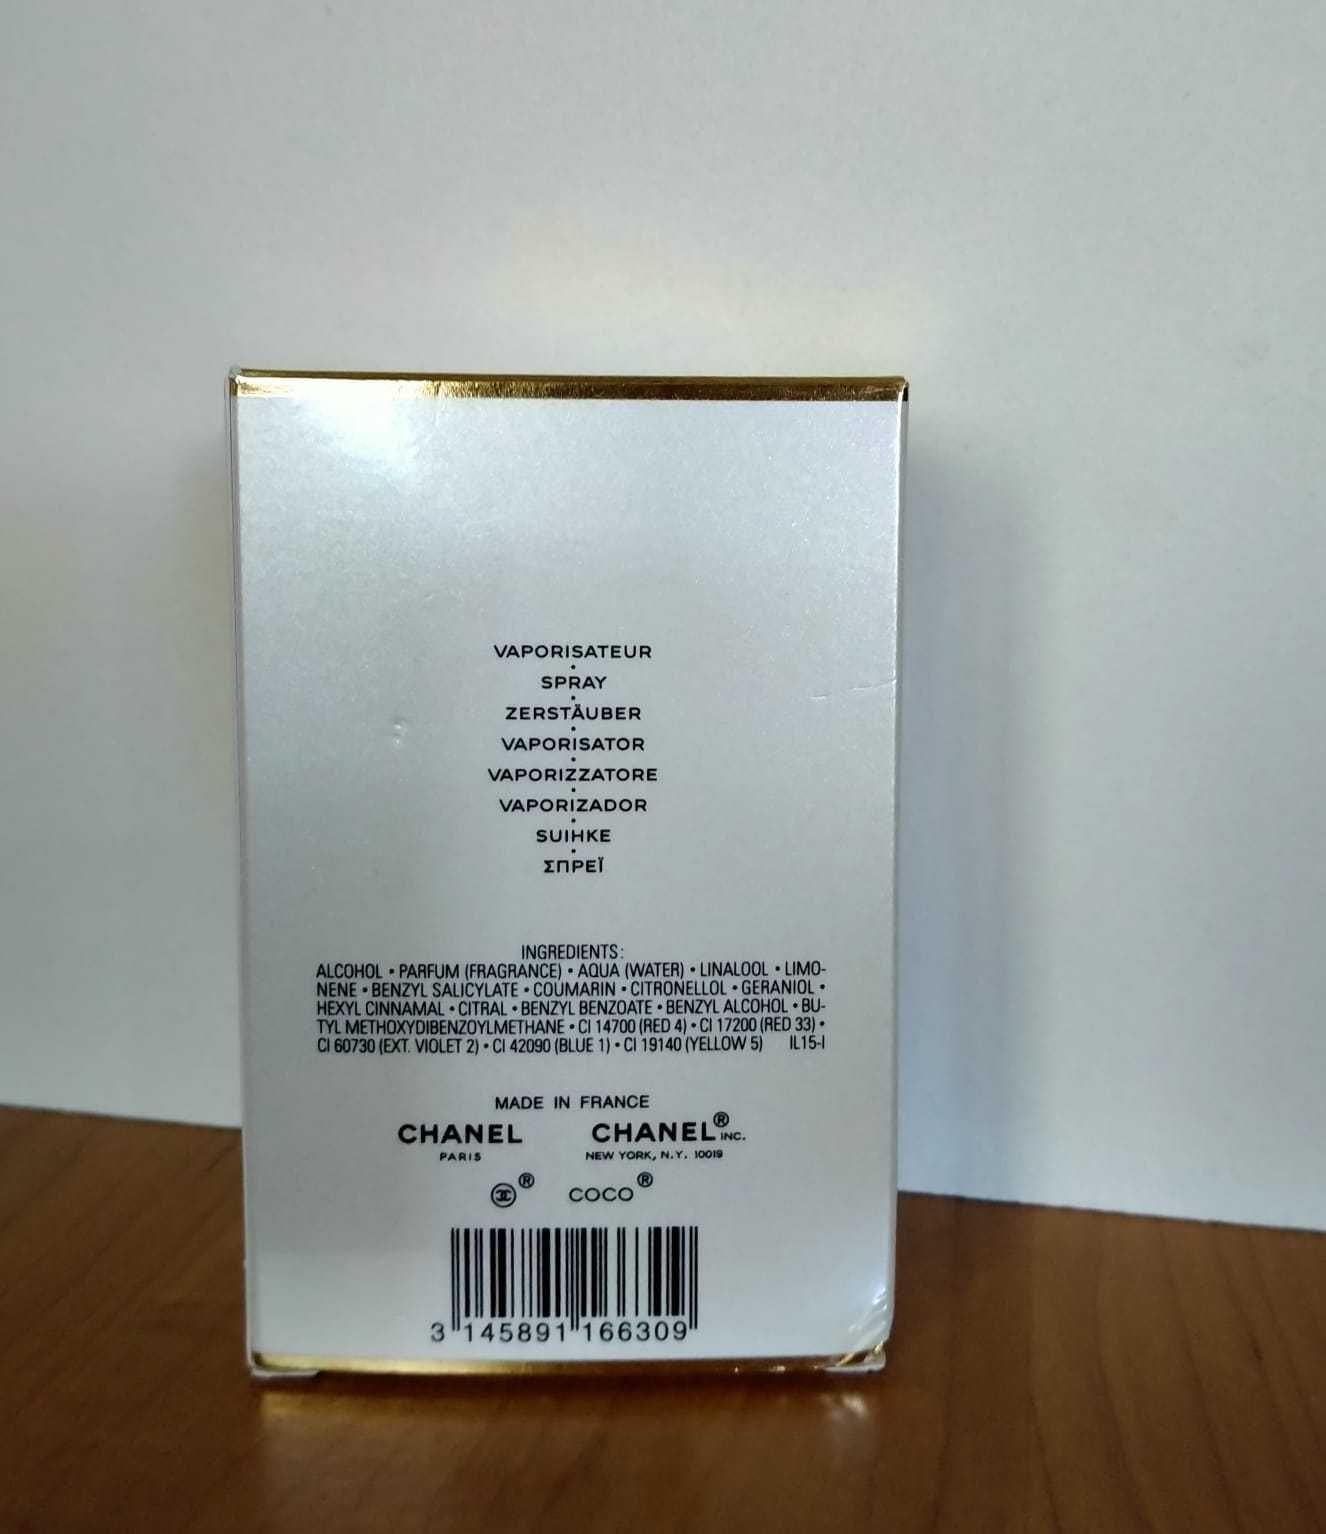 VAPORISATEUR
•
SPRAY
•
ZERSTÄUBER
•
VAPORISATOR
•
VAPORIZZATORE
•
VAPORIZADOR
•
SUIHKE
•
ΣΠΡΕΪ
INGREDIENTS:
ALCOHOL • PARFUM (FRAGRANCE) • AQUA (WATER) • LINALOOL • LIMO-
NENE • BENZYL SALICYLATE • COUMARIN • CITRONELLOL • GERANIOL •
HEXYL CINNAMAL • CITRAL • BENZYL BENZOATE • BENZYL ALCOHOL • BU-
TYL METHOXYDIBENZOYLMETHANE • CI 14700 (RED 4) • CI 17200 (RED 33) •
CI 60730 (EXT. VIOLET 2) • CI 42090 (BLUE 1) • CI 19140 (YELLOW 5) IL15-I
MADE IN FRANCE
CHANEL CHANEL® INC.
PARIS NEW YORK, N.Y. 10019
® COCO®
3 145891 166309